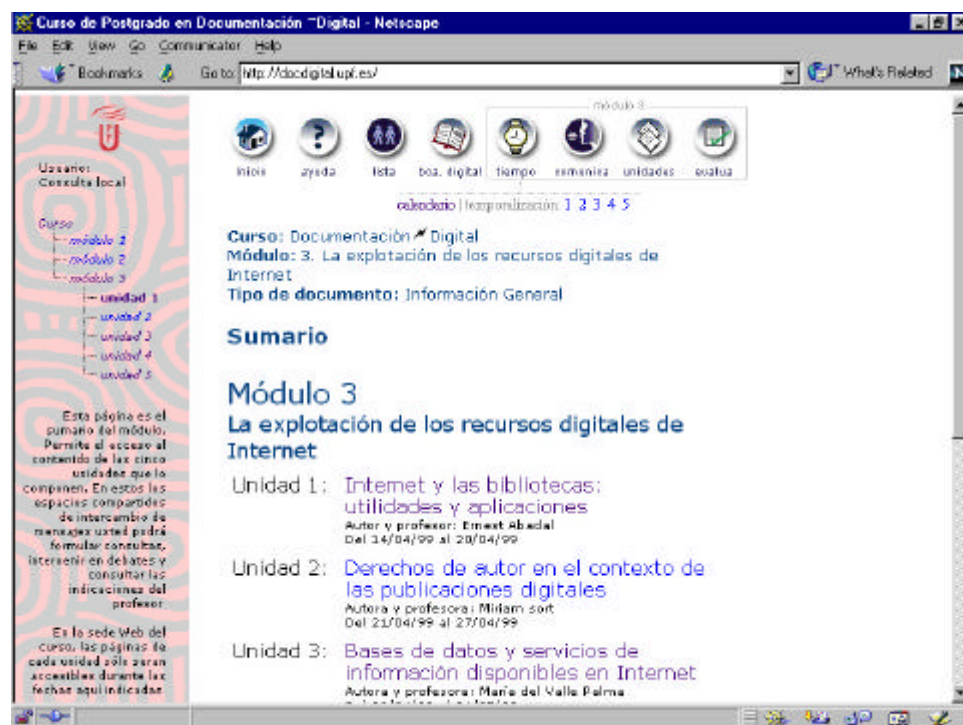 Curso de Postgrado en Documentación Digital - Netscape
File Edit View Go Communicator Help
Bookmarks Go to: http://docdigital.upf.es/ What's Related
módulo 3
inicio ayuda lista boa. digital tiempo comunica unidades evalua
calendario | temporalización 1 2 3 4 5
Usuario:
Consulta local
Curso
módulo 1
módulo 2
módulo 3
unidad 1
unidad 2
unidad 3
unidad 4
unidad 5
Esta página es el
sumario del módulo.
Permite el acceso al
contenido de las cinco
unidades que lo
componen. En estos los
espacios compartidos
de intercambio de
mensajes usted podrá
formular consultas,
intervenir en debates y
consultar las
indicaciones del
profesor.
En la sede Web del
curso, las páginas de
cada unidad sólo seran
accesibles durante las
fechas aquí indicadas
Curso: Documentación Digital
Módulo: 3. La explotación de los recursos digitales de
Internet
Tipo de documento: Información General
Sumario
Módulo 3
La explotación de los recursos digitales de
Internet
Unidad 1: Internet y las bibliotecas:
utilidades y aplicaciones
Autor y profesor: Ernest Abadal
Del 14/04/99 al 20/04/99
Unidad 2: Derechos de autor en el contexto de
las publicaciones digitales
Autora y profesora: Miriam sort
Del 21/04/99 al 27/04/99
Unidad 3: Bases de datos y servicios de
información disponibles en Internet
Autora y profesora: María del Valle Palma